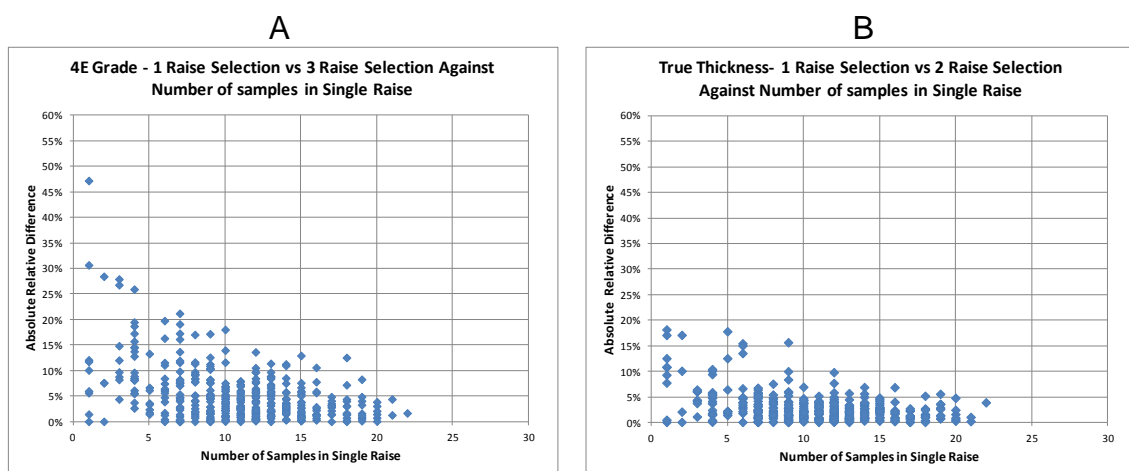 A
4E Grade - 1 Raise Selection vs 3 Raise Selection Against
Number of samples in Single Raise
Absolute Relative Difference
60%
55%
50%
45%
40%
35%
30%
25%
20%
15%
10%
5%
0%
0 5 10 15 20 25 30
Number of Samples in Single Raise
B
True Thickness- 1 Raise Selection vs 2 Raise Selection
Against Number of samples in Single Raise
Absolute Relative Difference
60%
55%
50%
45%
40%
35%
30%
25%
20%
15%
10%
5%
0%
0 5 10 15 20 25 30
Number of Samples in Single Raise